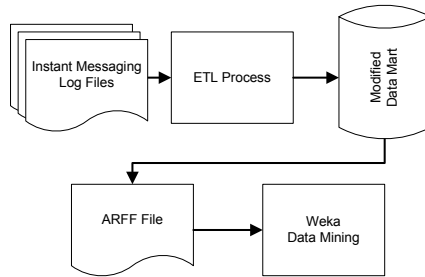 Instant Messaging
Log Files
ETL Process
Modified
Data Mart
ARFF File
Weka
Data Mining